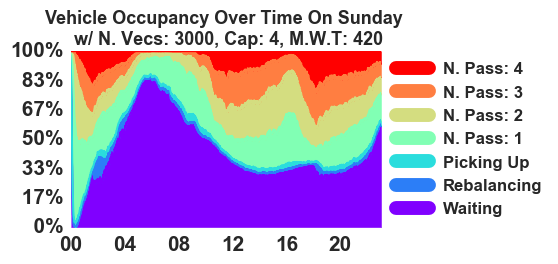 Vehicle Occupancy Over Time On Sunday
w/ N. Vecs: 3000, Cap: 4, M.W.T: 420
100%
83%
67%
50%
33%
17%
0%
00 04 08 12 16 20
N. Pass: 4
N. Pass: 3
N. Pass: 2
N. Pass: 1
Picking Up
Rebalancing
Waiting